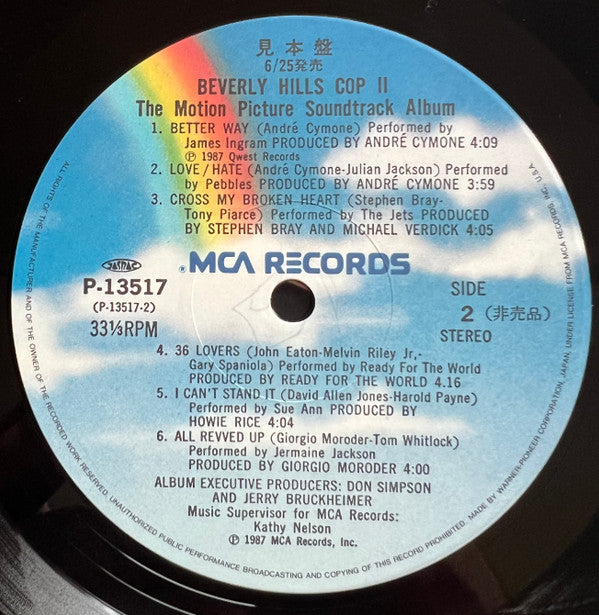 見本盤
6/25発売
BEVERLY HILLS COP II
The Motion Picture Soundtrack Album
1. BETTER WAY (André Cymone) Performed by
James Ingram PRODUCED BY ANDRÉ CYMONE 4:09
℗ 1987 Qwest Records
2. LOVE/HATE (André Cymone-Julian Jackson) Performed
by Pebbles PRODUCED BY ANDRÉ CYMONE 3:59
3. CROSS MY BROKEN HEART (Stephen Bray-
Tony Piarce) Performed by The Jets PRODUCED
BY STEPHEN BRAY AND MICHAEL VERDICK 4:05
® MCA RECORDS
JASRAC
P-13517
(P-13517-2)
33⅓RPM
SIDE
2 (非売品)
STEREO
4. 36 LOVERS (John Eaton-Melvin Riley Jr,-
Gary Spaniola) Performed by Ready For The World
PRODUCED BY READY FOR THE WORLD 4.16
5. I CAN'T STAND IT (David Allen Jones-Harold Payne)
Performed by Sue Ann PRODUCED BY
HOWIE RICE 4:04
6. ALL REVVED UP (Giorgio Moroder-Tom Whitlock)
Performed by Jermaine Jackson
PRODUCED BY GIORGIO MORODER 4:00
ALBUM EXECUTIVE PRODUCERS: DON SIMPSON
AND JERRY BRUCKHEIMER
Music Supervisor for MCA Records:
Kathy Nelson
℗ 1987 MCA Records, Inc.
ALL RIGHTS OF THE MANUFACTURER AND OF THE OWNER OF THE RECORDED WORK RESERVED. UNAUTHORIZED PUBLIC PERFORMANCE BROADCASTING AND COPYING OF THIS RECORD PROHIBITED. MADE BY WARNER-PIONEER CORPORATION, JAPAN, UNDER LICENSE FROM MCA RECORDS, INC., U.S.A.